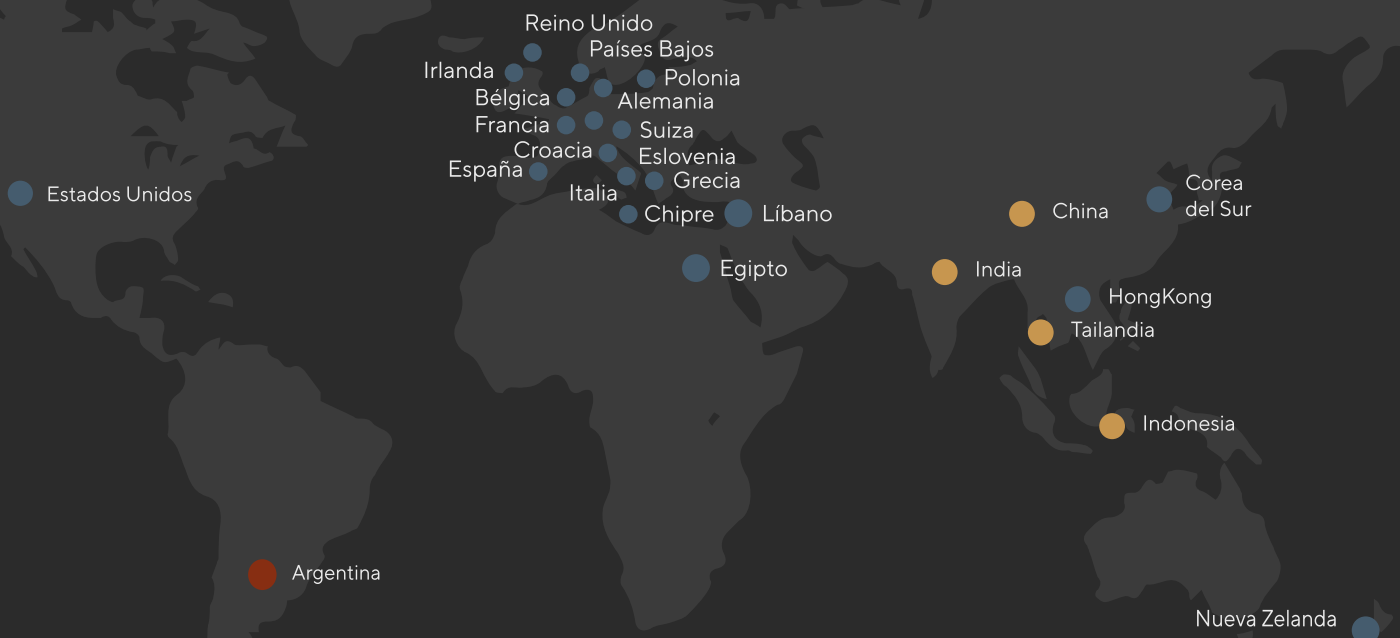 Reino Unido
Países Bajos
Irlanda
Polonia
Bélgica
Alemania
Francia
Suiza
Croacia
Eslovenia
España
Grecia
Italia
Estados Unidos
Chipre
Líbano
Corea
del Sur
China
Egipto
India
HongKong
Tailandia
Indonesia
Argentina
Nueva Zelanda